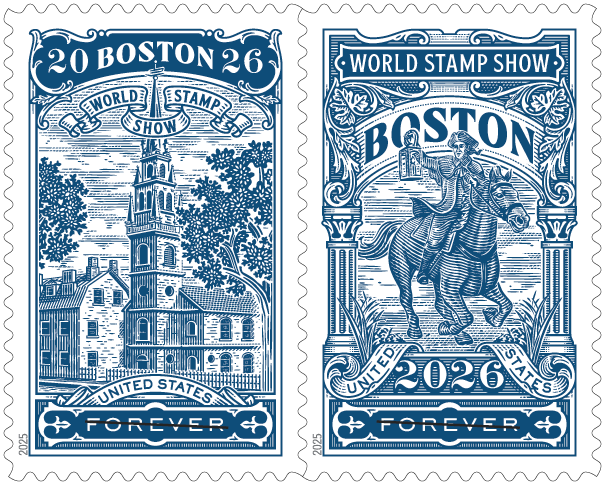 20 BOSTON 26
WORLD STAMP
SHOW
UNITED STATES
FOREVER
2025
WORLD STAMP SHOW
BOSTON
UNITED STATES
2026
FOREVER
2025